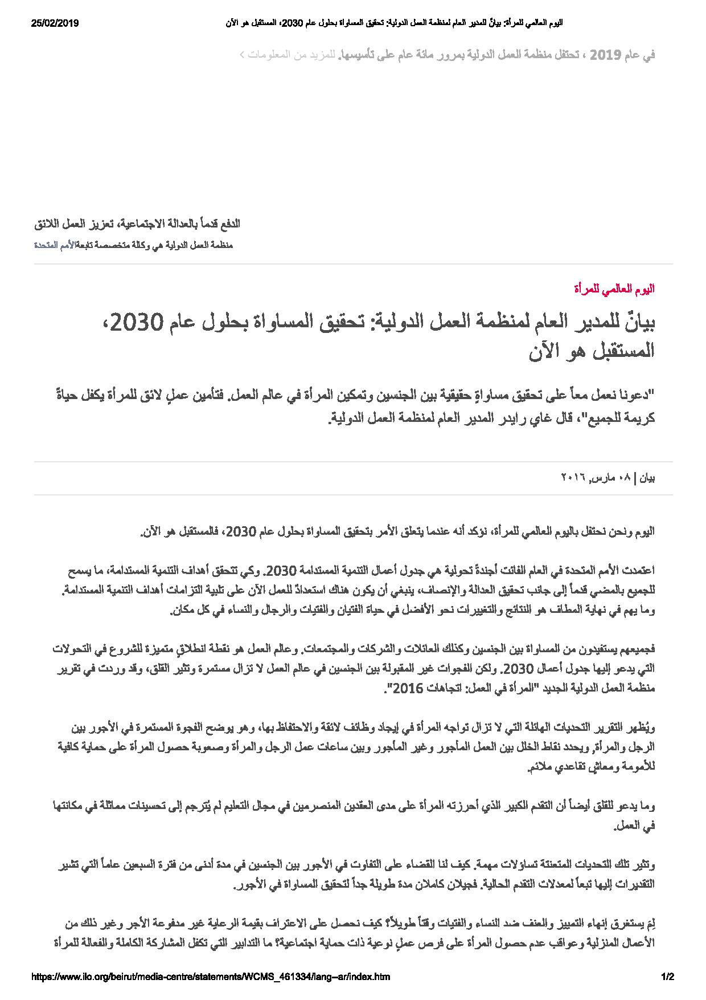 25/02/2019
اليوم العالمي للمرأة: بيانٌ للمدير العام لمنظمة العمل الدولية: تحقيق المساواة بحلول عام 2030، المستقبل هو الآن
في عام 2019 ، تحتفل منظمة العمل الدولية بمرور مائة عام على تأسيسها. للمزيد من المعلومات >
الدفع قدماً بالعدالة الاجتماعية، تعزيز العمل اللائق
منظمة العمل الدولية هي وكالة متخصصة تابعةالأمم المتحدة
اليوم العالمي للمرأة
بيانٌ للمدير العام لمنظمة العمل الدولية: تحقيق المساواة بحلول عام 2030،
المستقبل هو الآن
"دعونا نعمل معاً على تحقيق مساواةٍ حقيقية بين الجنسين وتمكين المرأة في عالم العمل. فتأمين عملٍ لائق للمرأة يكفل حياةً
كريمة للجميع"، قال غاي رايدر المدير العام لمنظمة العمل الدولية.
بيان | ٠٨ مارس, ٢٠١٦
اليوم ونحن نحتفل باليوم العالمي للمرأة، نؤكد أنه عندما يتعلق الأمر بتحقيق المساواة بحلول عام 2030، فالمستقبل هو الآن.
اعتمدت الأمم المتحدة في العام الفائت أجندةً تحولية هي جدول أعمال التنمية المستدامة 2030. وكي تتحقق أهداف التنمية المستدامة، ما يسمح
للجميع بالمضي قدماً إلى جانب تحقيق العدالة والإنصاف، ينبغي أن يكون هناك استعدادٌ للعمل الآن على تلبية التزامات أهداف التنمية المستدامة.
وما يهم في نهاية المطاف هو النتائج والتغييرات نحو الأفضل في حياة الفتيان والفتيات والرجال والنساء في كل مكان.
فجميعهم يستفيدون من المساواة بين الجنسين وكذلك العائلات والشركات والمجتمعات. وعالم العمل هو نقطة انطلاقٍ متميزة للشروع في التحولات
التي يدعو إليها جدول أعمال 2030. ولكن الفجوات غير المقبولة بين الجنسين في عالم العمل لا تزال مستمرة وتثير القلق، وقد وردت في تقرير
منظمة العمل الدولية الجديد "المرأة في العمل: اتجاهات 2016".
ويُظهر التقرير التحديات الهائلة التي لا تزال تواجه المرأة في إيجاد وظائف لائقة والاحتفاظ بها، وهو يوضح الفجوة المستمرة في الأجور بين
الرجل والمرأة, ويحدد نقاط الخلل بين العمل المأجور وغير المأجور وبين ساعات عمل الرجل والمرأة وصعوبة حصول المرأة على حماية كافية
للأمومة ومعاشٍ تقاعدي ملائم.
وما يدعو للقلق أيضاً أن التقدم الكبير الذي أحرزته المرأة على مدى العقدين المنصرمين في مجال التعليم لم يُترجم إلى تحسينات مماثلة في مكانتها
في العمل.
وتثير تلك التحديات المتعنتة تساؤلات مهمة. كيف لنا القضاء على التفاوت في الأجور بين الجنسين في مدة أدنى من فترة السبعين عاماً التي تشير
التقديرات إليها تبعاً لمعدلات التقدم الحالية. فجيلان كاملان مدة طويلة جداً لتحقيق المساواة في الأجور.
لِمَ يستغرق إنهاء التمييز والعنف ضد النساء والفتيات وقتاً طويلاً؟ كيف نحصل على الاعتراف بقيمة الرعاية غير مدفوعة الأجر وغير ذلك من
الأعمال المنزلية وعواقب عدم حصول المرأة على فرص عملٍ نوعية ذات حماية اجتماعية؟ ما التدابير التي تكفل المشاركة الكاملة والفعالة للمرأة
https://www.ilo.org/beirut/media-centre/statements/WCMS_461334/lang--ar/index.htm
1/2